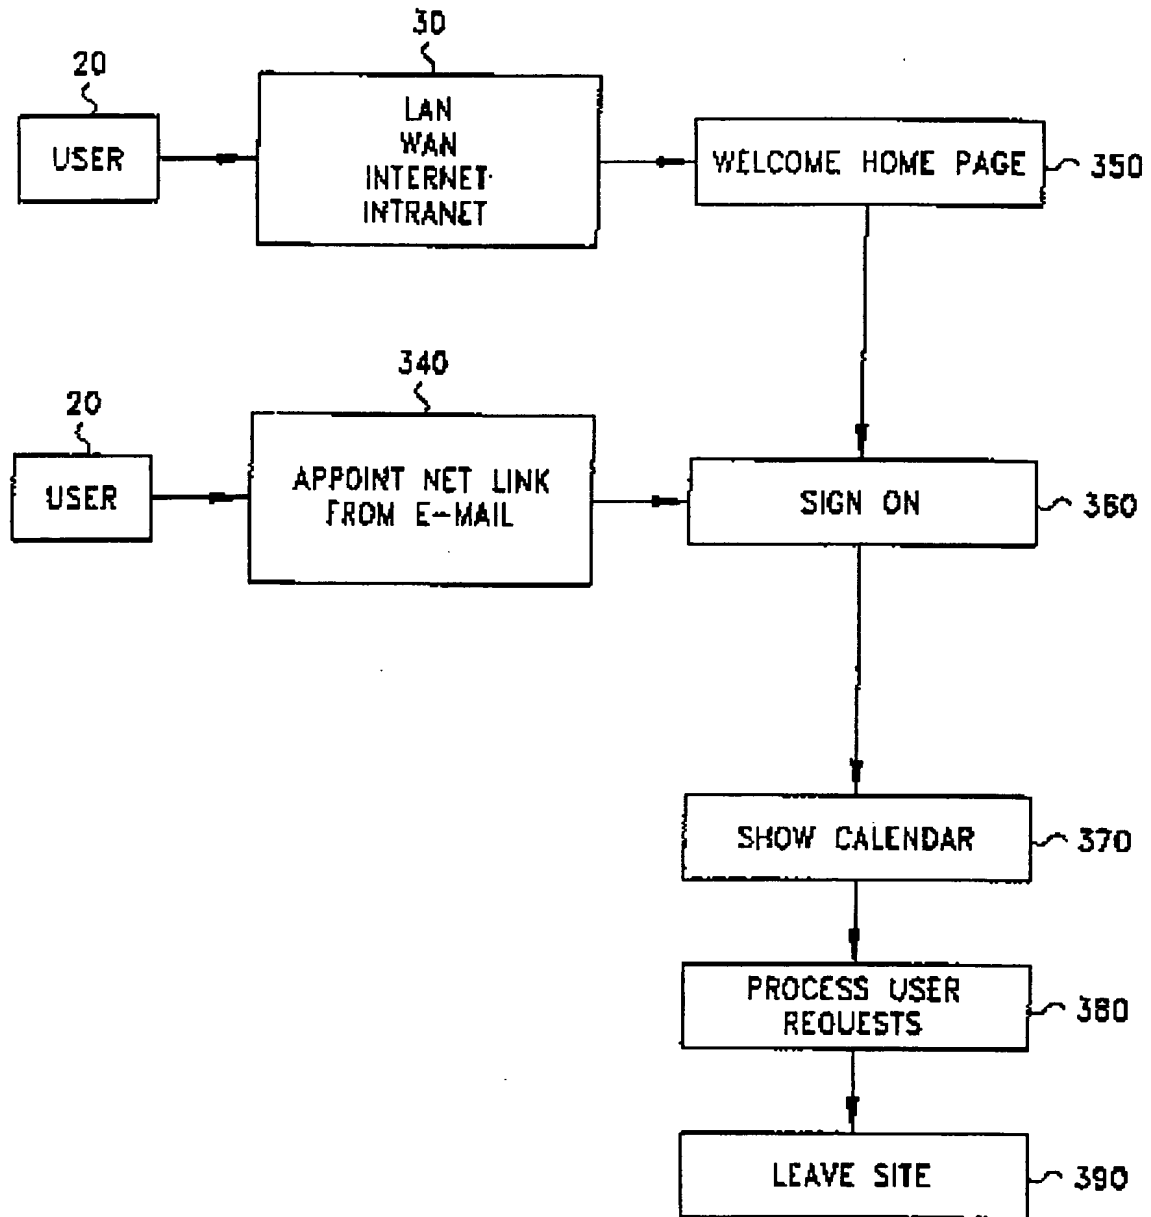 30
20
USER
LAN
WAN
INTERNET
INTRANET
WELCOME HOME PAGE
350
340
20
USER
APPOINT NET LINK
FROM E-MAIL
SIGN ON
360
SHOW CALENDAR
370
PROCESS USER
REQUESTS
380
LEAVE SITE
390